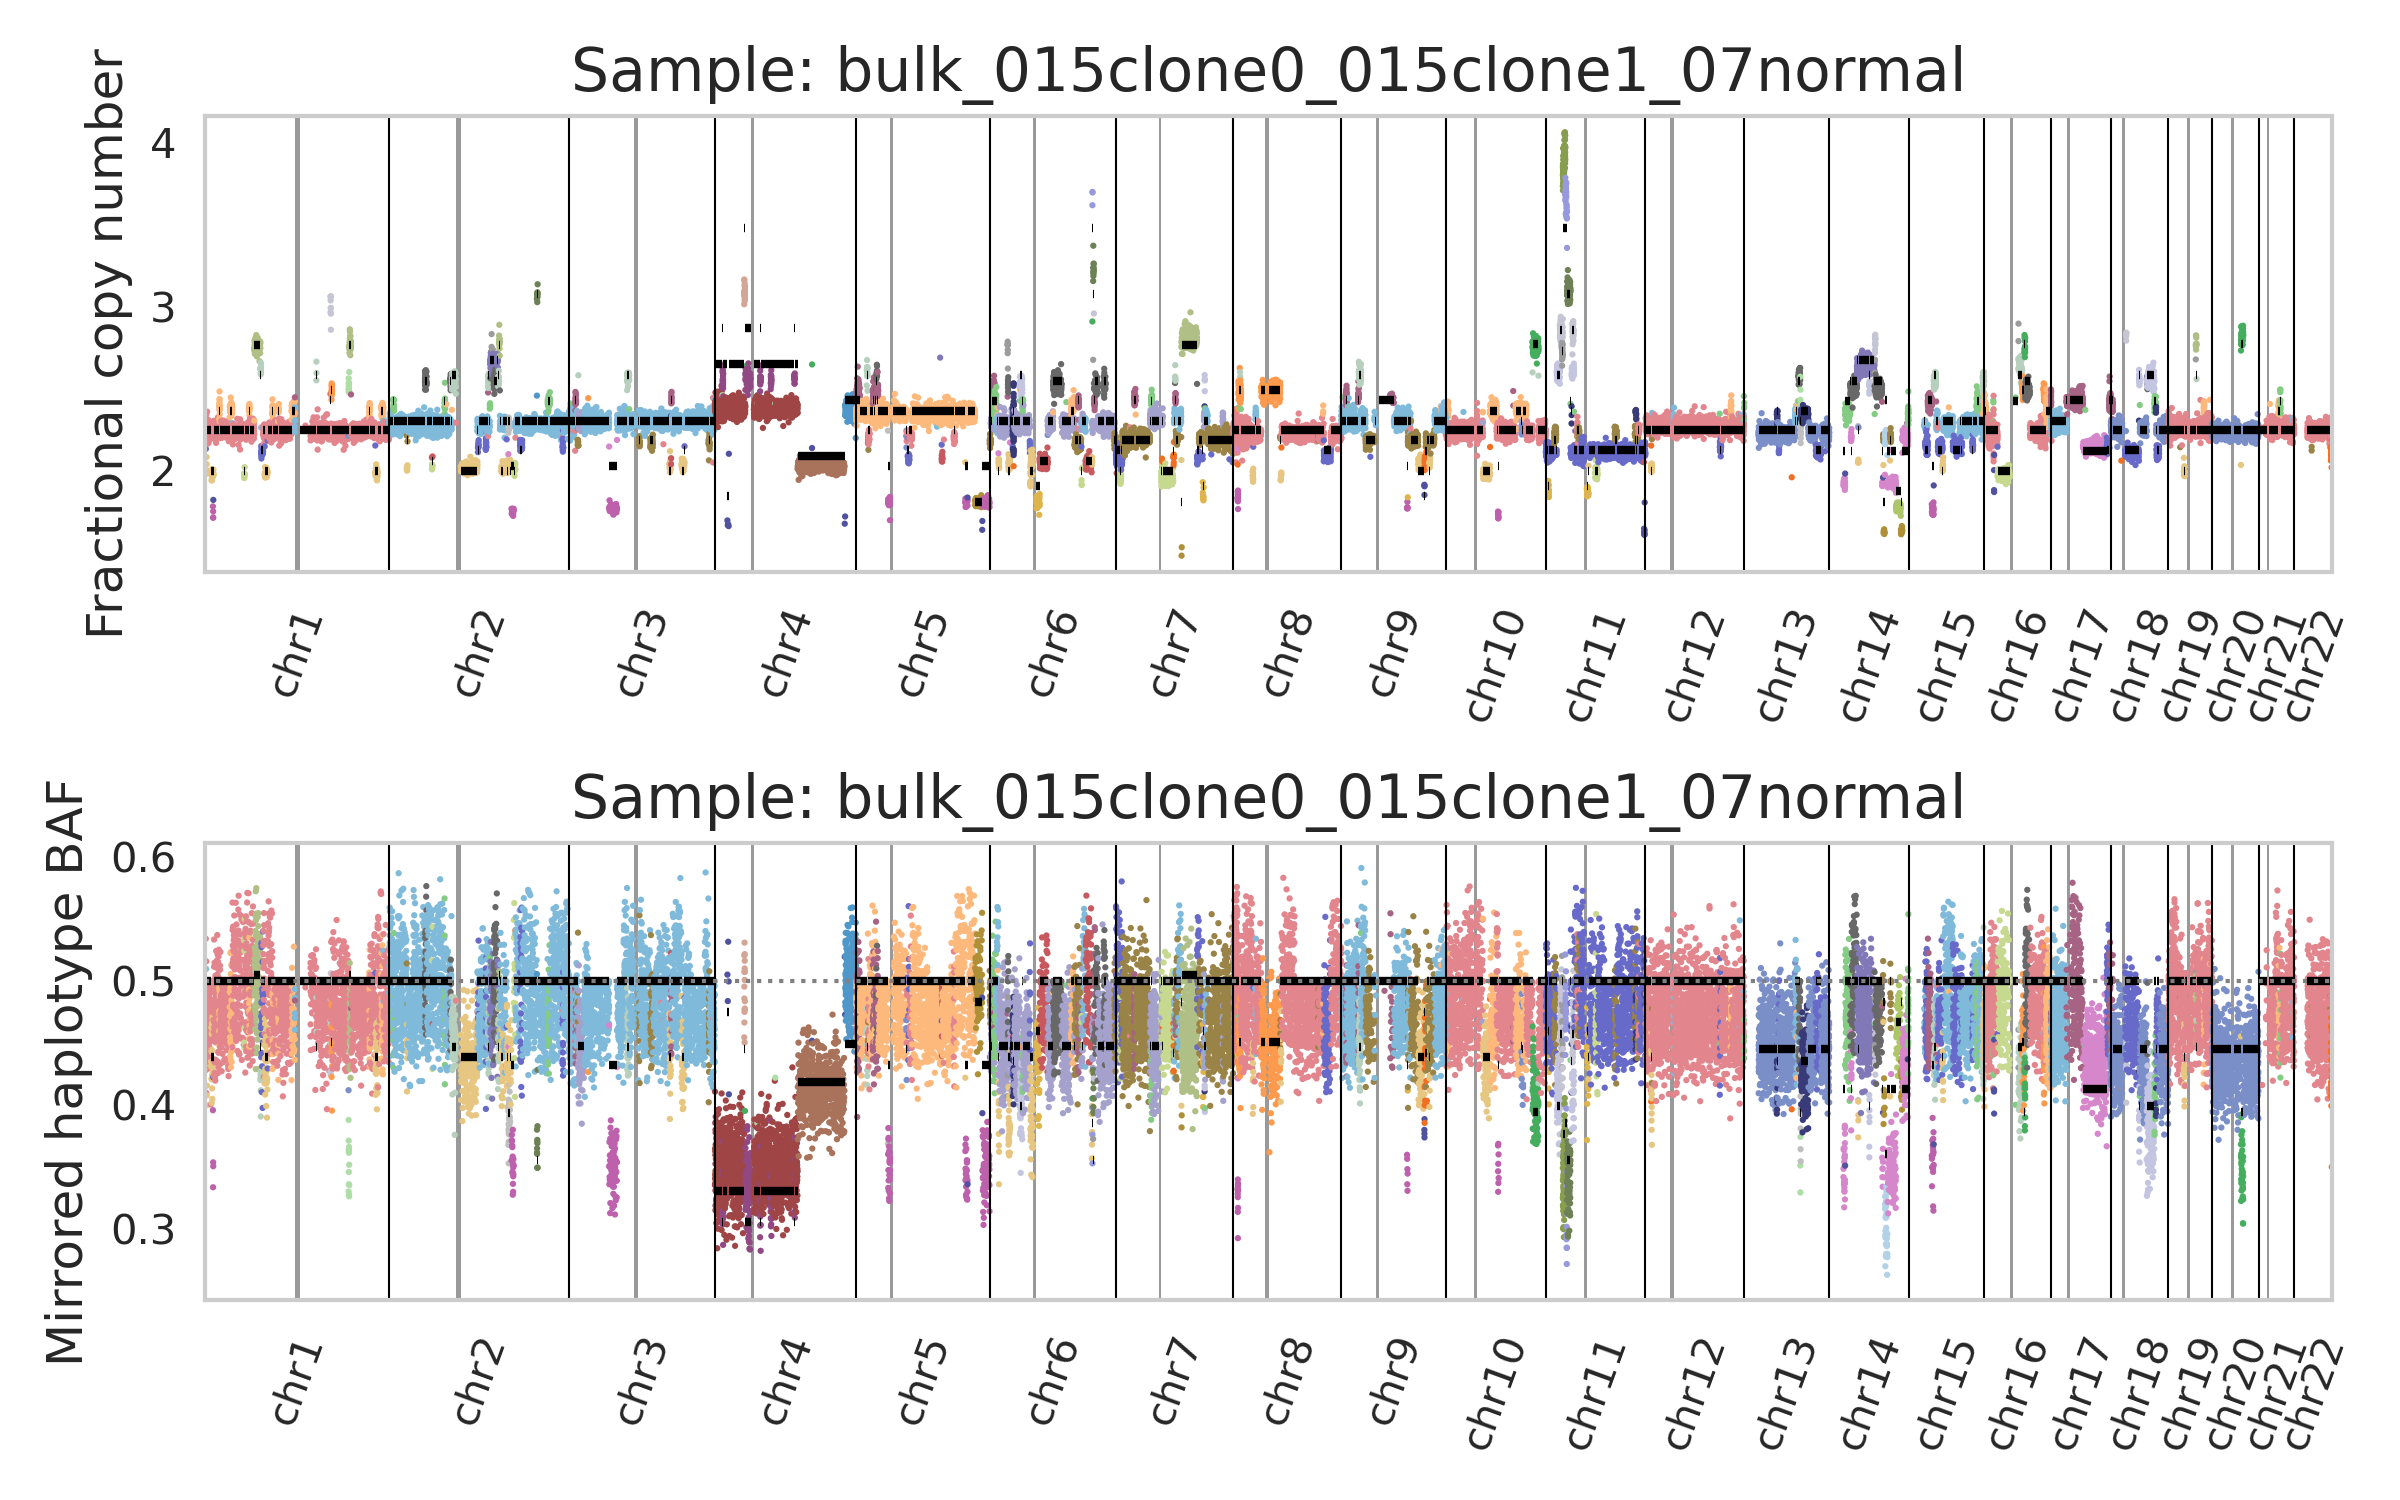 Sample: bulk_015clone0_015clone1_07normal
Fractional copy number
4
3
2
chr1
chr2
chr3
chr4
chr5
chr6
chr7
chr8
chr9
chr10
chr11
chr12
chr13
chr14
chr15
chr16
chr17
chr18
chr19
chr20
chr21
chr22
Sample: bulk_015clone0_015clone1_07normal
Mirrored haplotype BAF
0.6
0.5
0.4
0.3
chr1
chr2
chr3
chr4
chr5
chr6
chr7
chr8
chr9
chr10
chr11
chr12
chr13
chr14
chr15
chr16
chr17
chr18
chr19
chr20
chr21
chr22